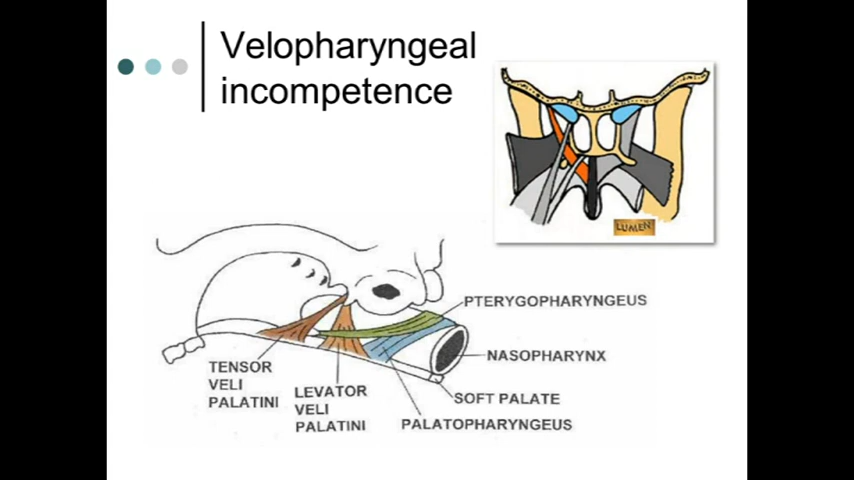 Velopharyngeal
incompetence
LUMEN
PTERYGOPHARYNGEUS
NASOPHARYNX
TENSOR
VELI
PALATINI
LEVATOR
VELI
PALATINI
SOFT PALATE
PALATOPHARYNGEUS